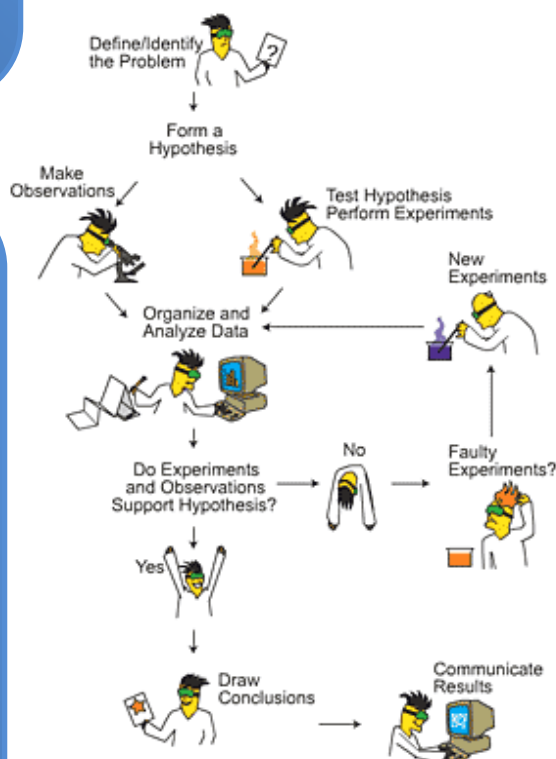 Define/Identify
the Problem
?
Form a
Hypothesis
Make
Observations
Test Hypothesis
Perform Experiments
New
Experiments
Organize and
Analyze Data
Do Experiments
and Observations
Support Hypothesis?
No
Faulty
Experiments?
Yes
Draw
Conclusions
Communicate
Results